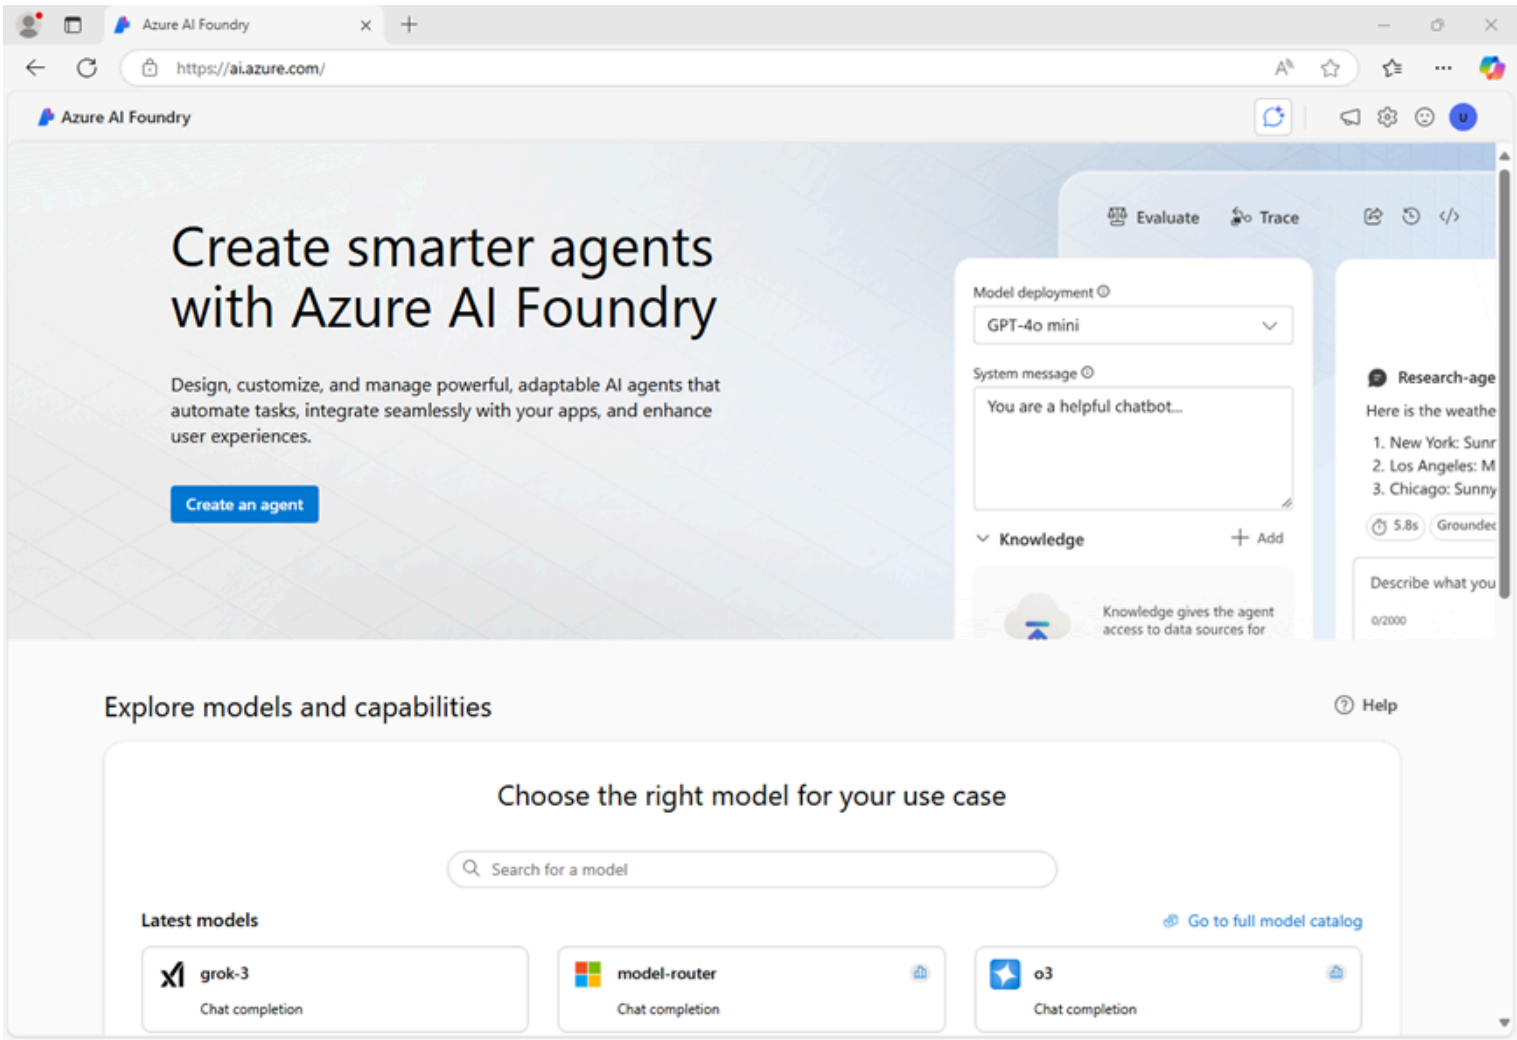 Azure AI Foundry
https://ai.azure.com/
Azure AI Foundry
U
Create smarter agents
with Azure AI Foundry
Design, customize, and manage powerful, adaptable AI agents that
automate tasks, integrate seamlessly with your apps, and enhance
user experiences.
Create an agent
Evaluate
Trace
Model deployment
GPT-4o mini
System message
You are a helpful chatbot...
Knowledge
Add
Knowledge gives the agent
access to data sources for
Research-age
Here is the weathe
1. New York: Sunr
2. Los Angeles: M
3. Chicago: Sunny
5.8s
Grounded
Describe what you
0/2000
Explore models and capabilities
Help
Choose the right model for your use case
Search for a model
Latest models
Go to full model catalog
grok-3
Chat completion
model-router
Chat completion
o3
Chat completion